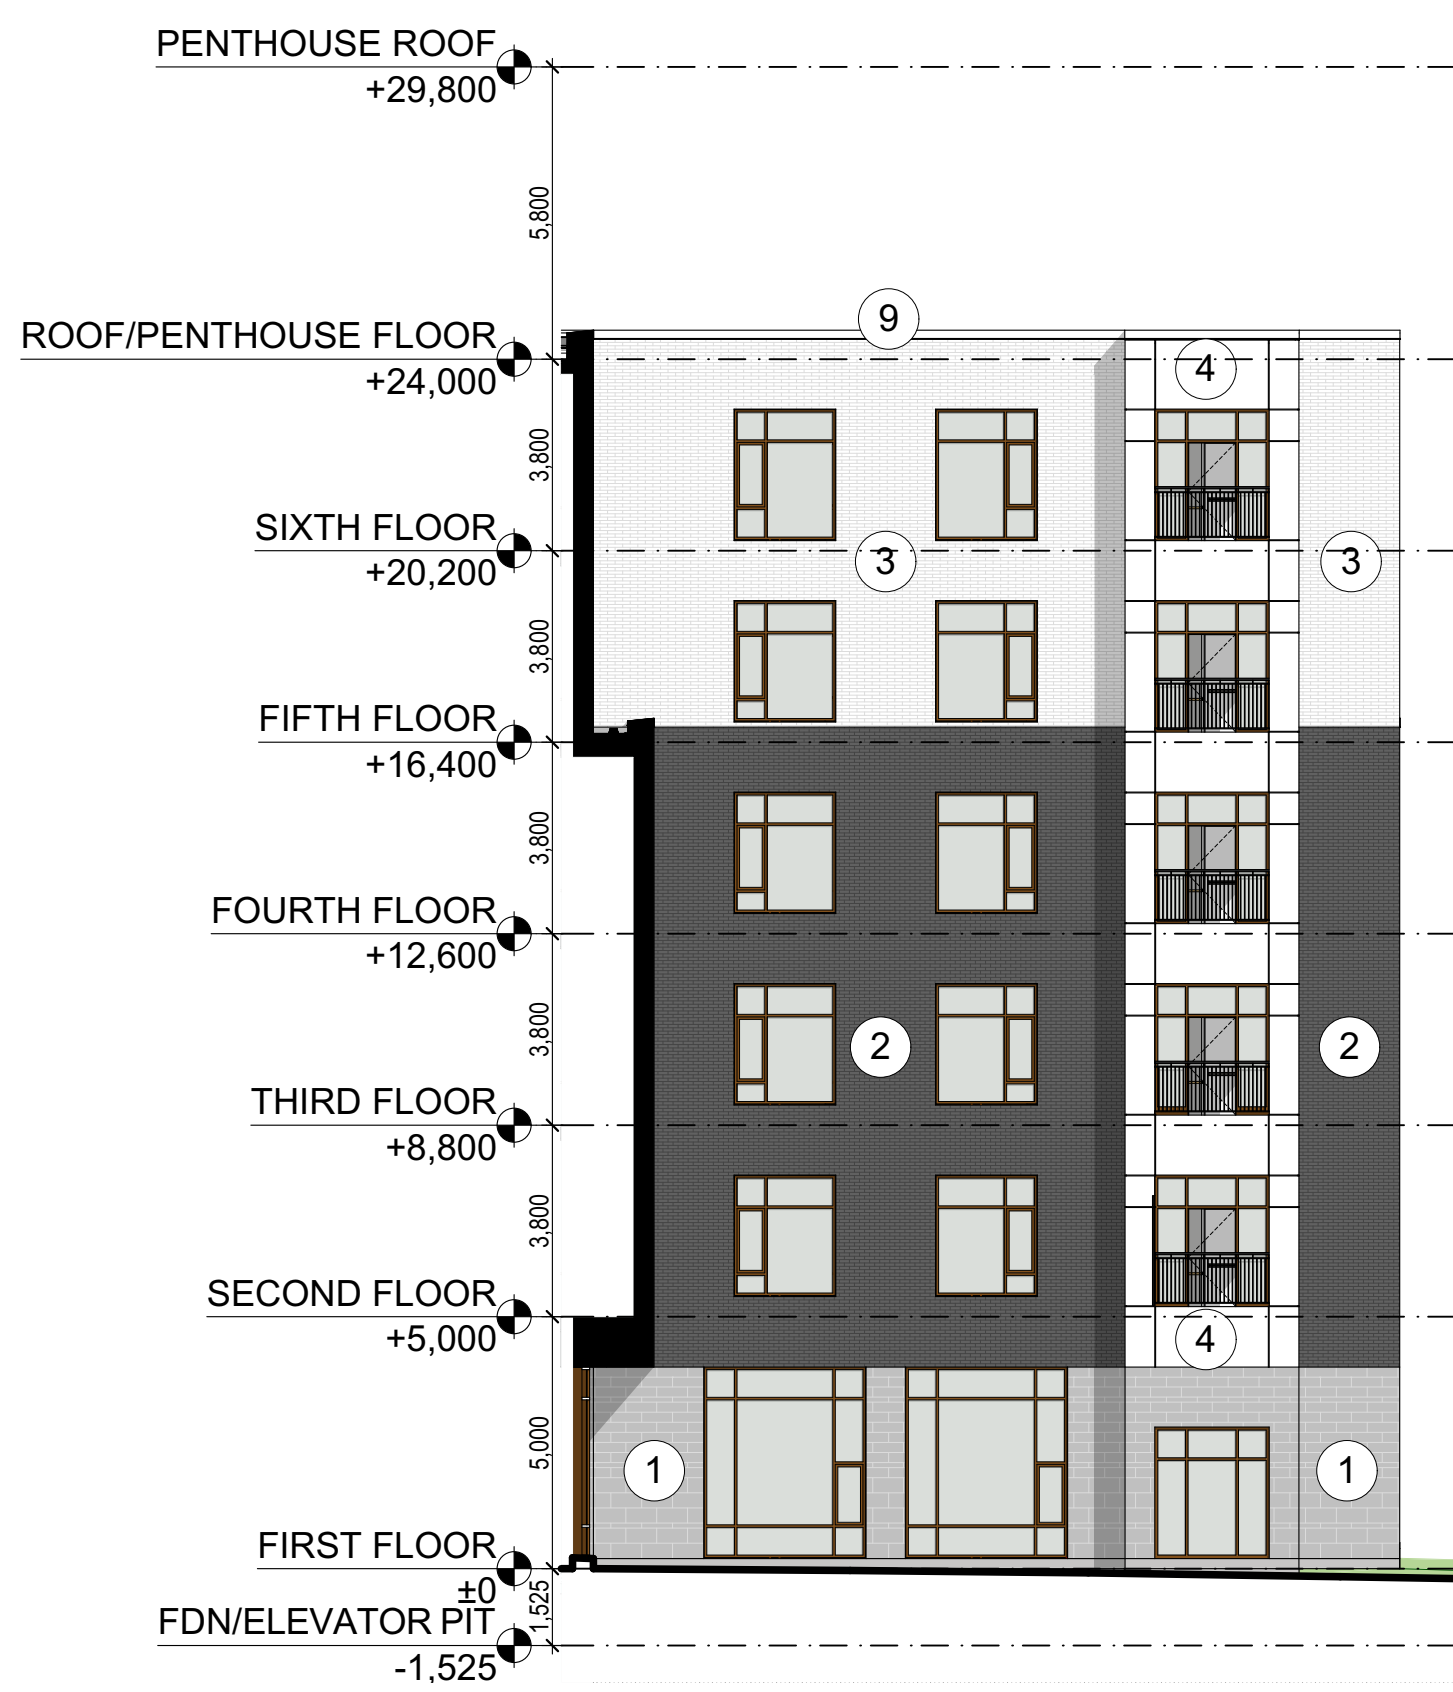 PENTHOUSE ROOF
+29,800
5,800
9
ROOF/PENTHOUSE FLOOR
+24,000
4
3,800
SIXTH FLOOR
+20,200
3
3
3,800
FIFTH FLOOR
+16,400
3,800
FOURTH FLOOR
+12,600
3,800
2
2
THIRD FLOOR
+8,800
3,800
SECOND FLOOR
+5,000
4
5,000
1
1
FIRST FLOOR
±0
1,525
FDN/ELEVATOR PIT
-1,525